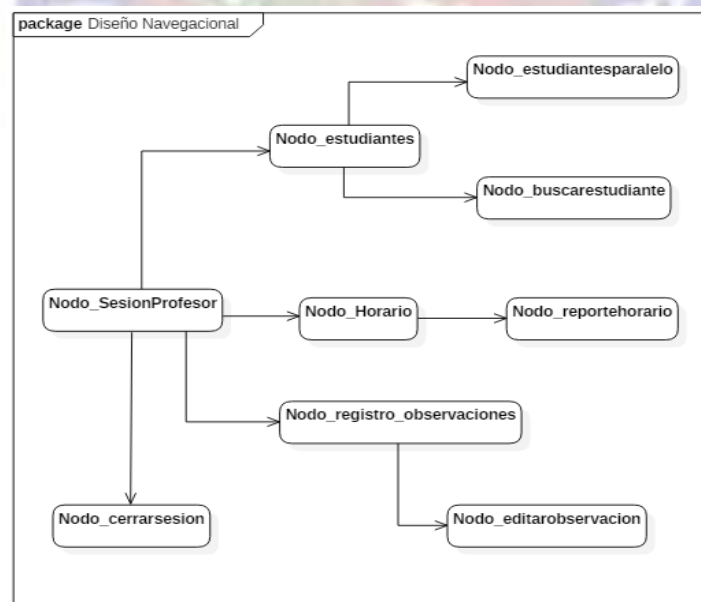 package Diseño Navegacional
Nodo_estudiantesparalelo
Nodo_estudiantes
Nodo_buscarestudiante
Nodo_SesionProfesor
Nodo_Horario
Nodo_reportehorario
Nodo_registro_observaciones
Nodo_cerrarsesion
Nodo_editarobservacion